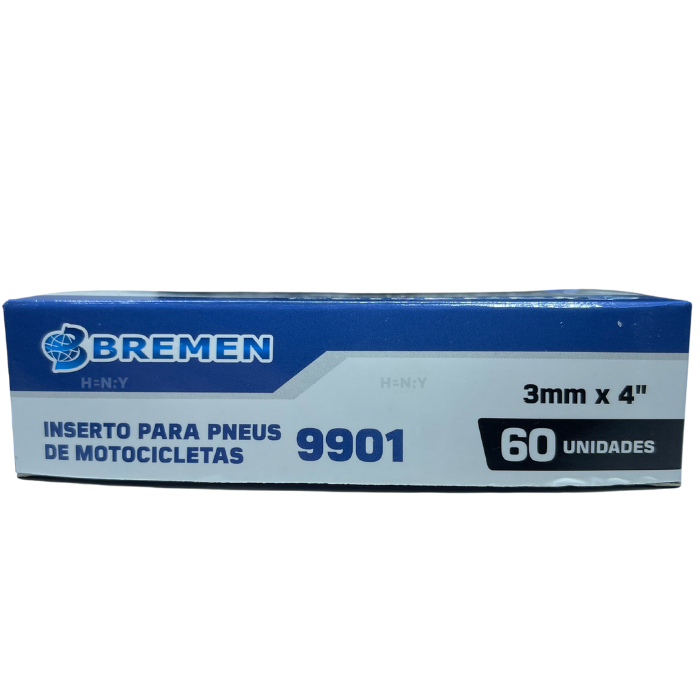 BREMEN
H=N:Y
H=N:Y
3mm x 4"
INSERTO PARA PNEUS
DE MOTOCICLETAS
9901
60 UNIDADES